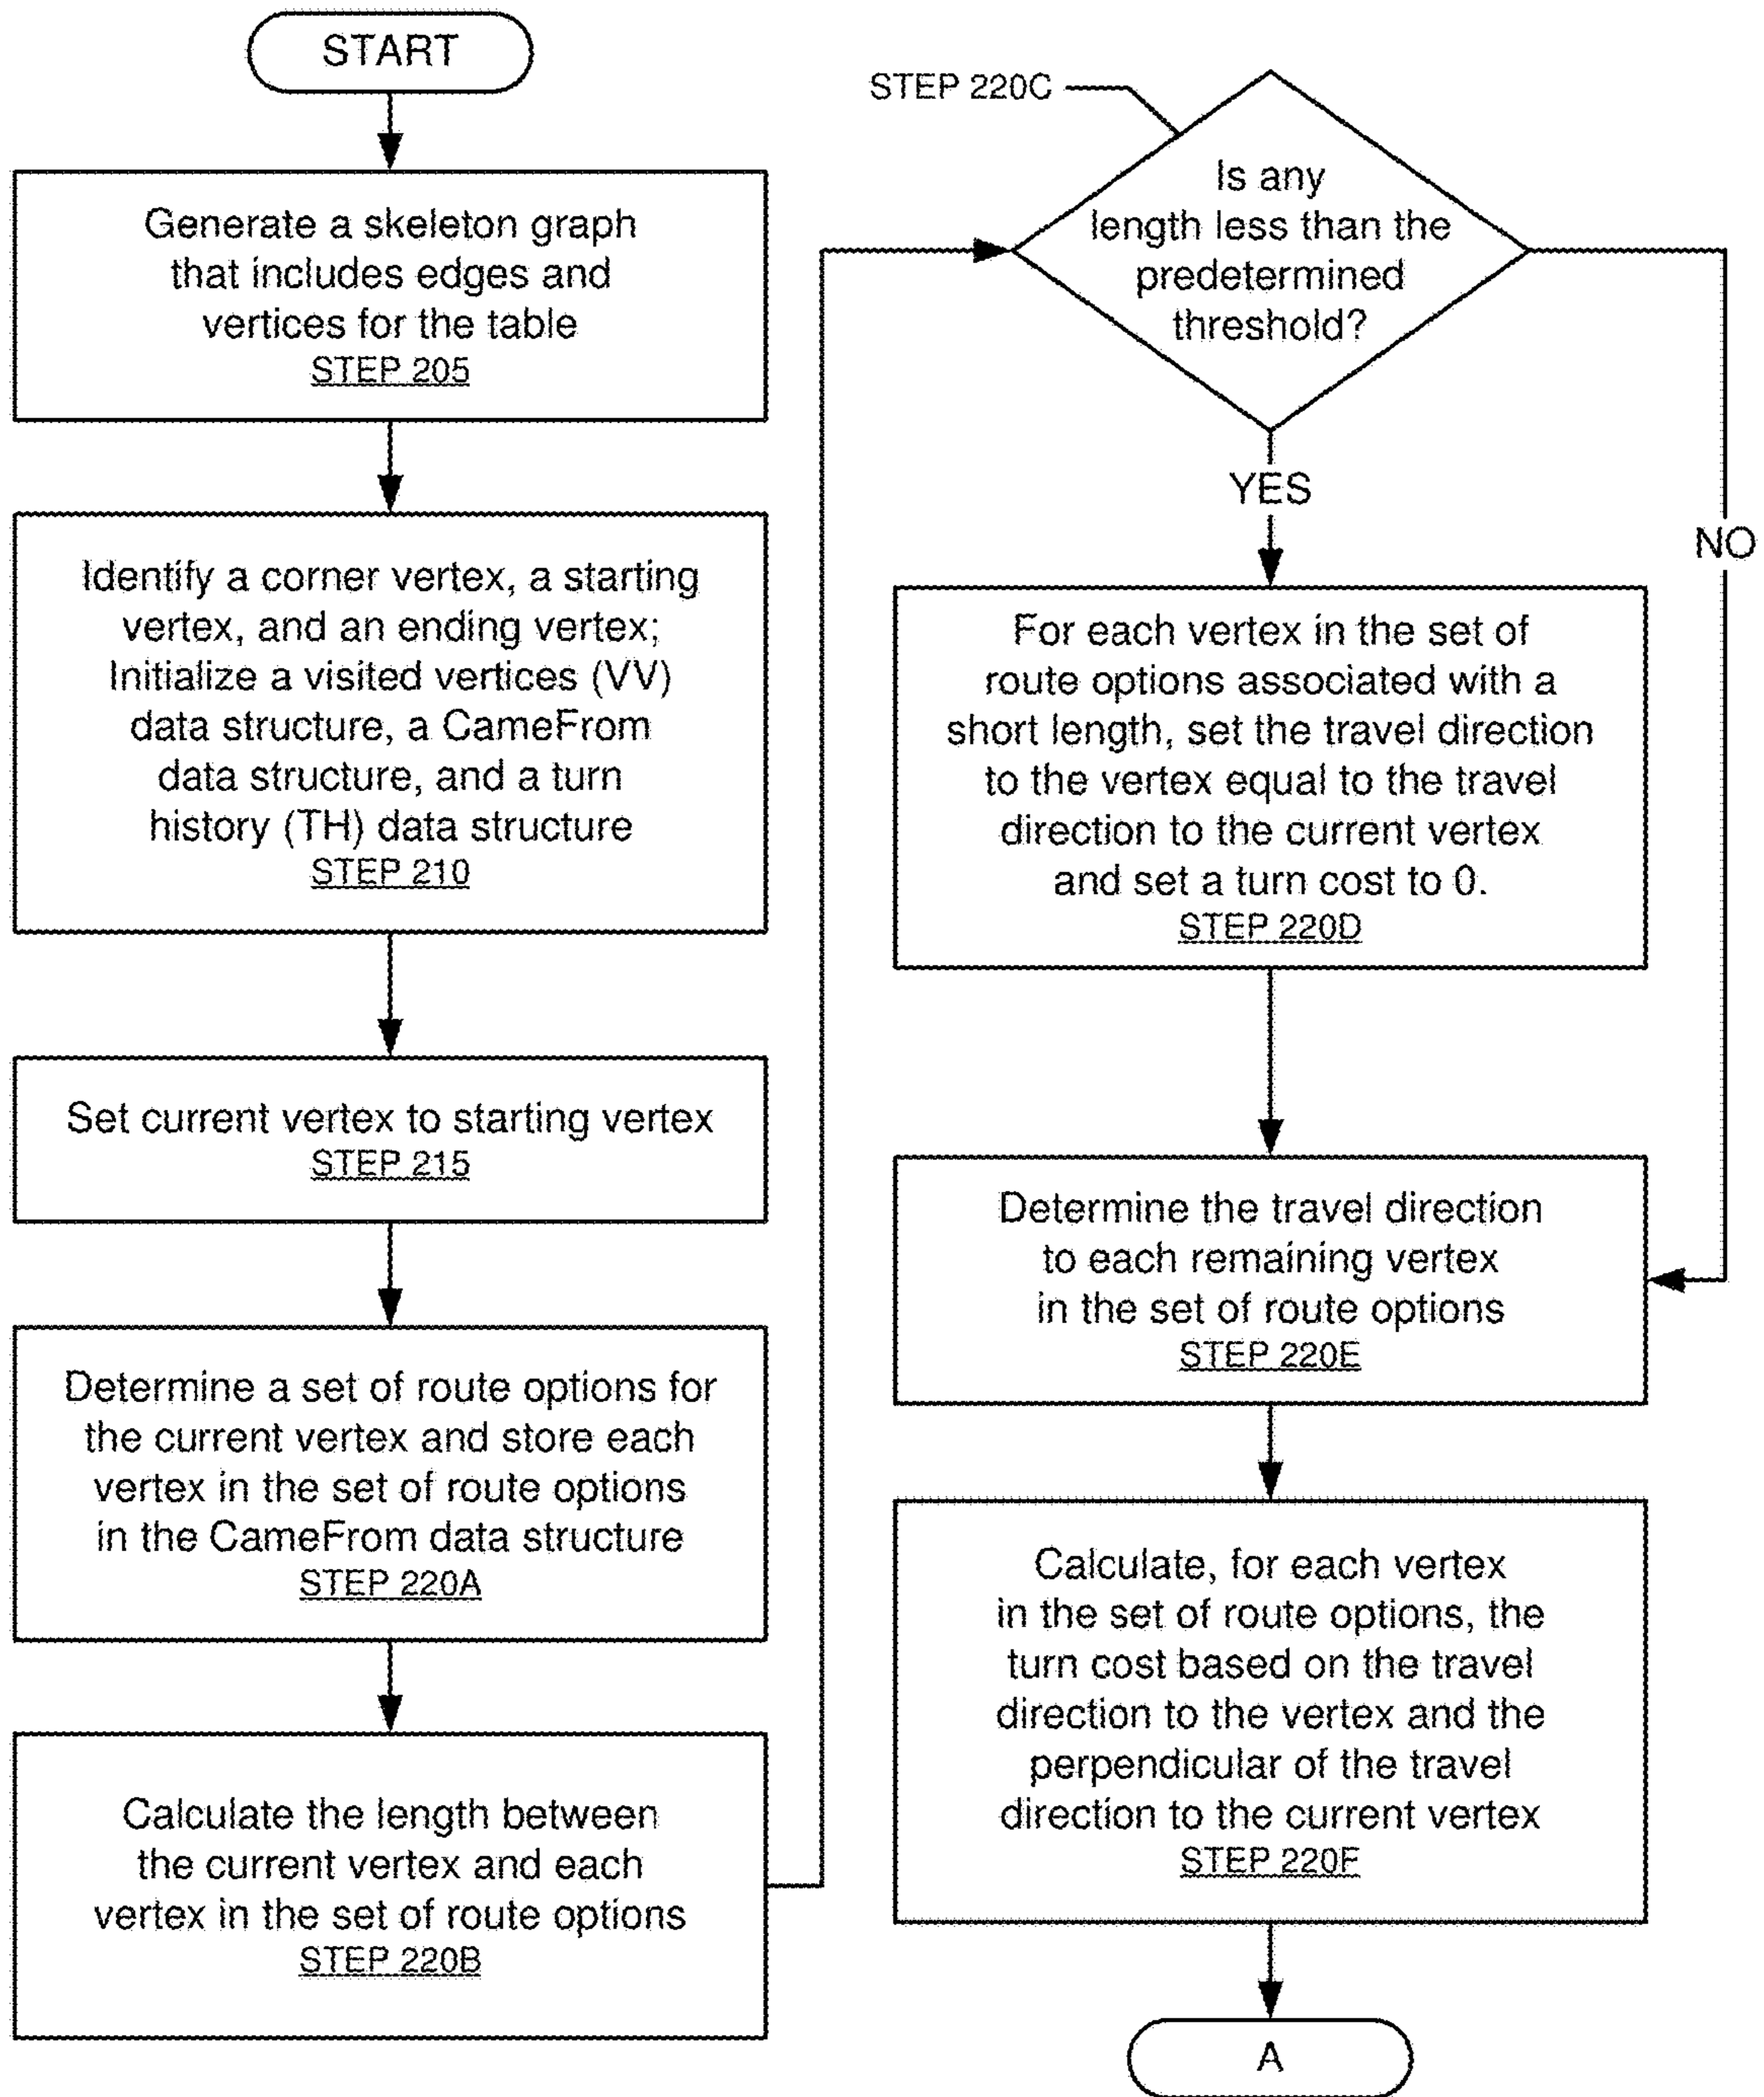 START
Generate a skeleton graph
that includes edges and
vertices for the table
STEP 205
Identify a corner vertex, a starting
vertex, and an ending vertex;
Initialize a visited vertices (VV)
data structure, a CameFrom
data structure, and a turn
history (TH) data structure
STEP 210
Set current vertex to starting vertex
STEP 215
Determine a set of route options for
the current vertex and store each
vertex in the set of route options
in the CameFrom data structure
STEP 220A
Calculate the length between
the current vertex and each
vertex in the set of route options
STEP 220B
STEP 220C
Is any
length less than the
predetermined
threshold?
YES
NO
For each vertex in the set of
route options associated with a
short length, set the travel direction
to the vertex equal to the travel
direction to the current vertex
and set a turn cost to 0.
STEP 220D
Determine the travel direction
to each remaining vertex
in the set of route options
STEP 220E
Calculate, for each vertex
in the set of route options, the
turn cost based on the travel
direction to the vertex and the
perpendicular of the travel
direction to the current vertex
STEP 220F
A